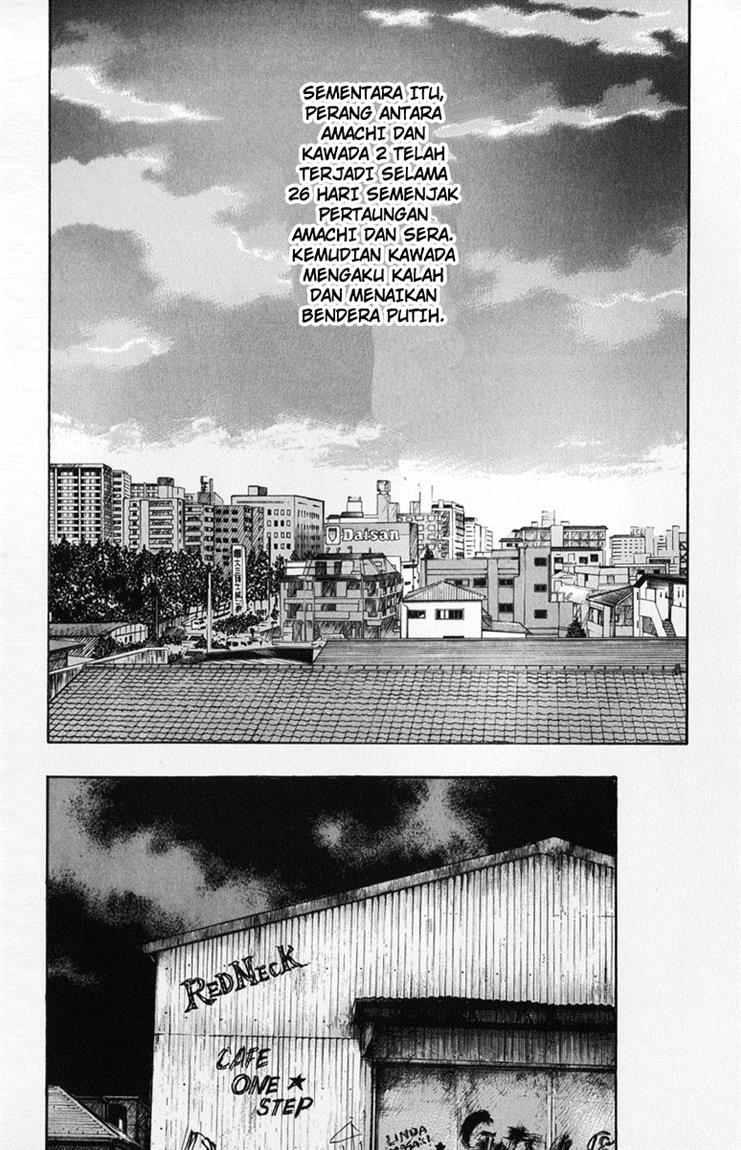 SEMENTARA ITU,
PERANG ANTARA
AMACHI DAN
KAWADA 2 TELAH
TERJADI SELAMA
26 HARI SEMENJAK
PERTAUNGAN
AMACHI DAN SERA.
KEMUDIAN KAWADA
MENGAKU KALAH
DAN MENAIKAN
BENDERA PUTIH.
Daisan
REDNECK
CAFE
ONE ★
STEP
LINDA